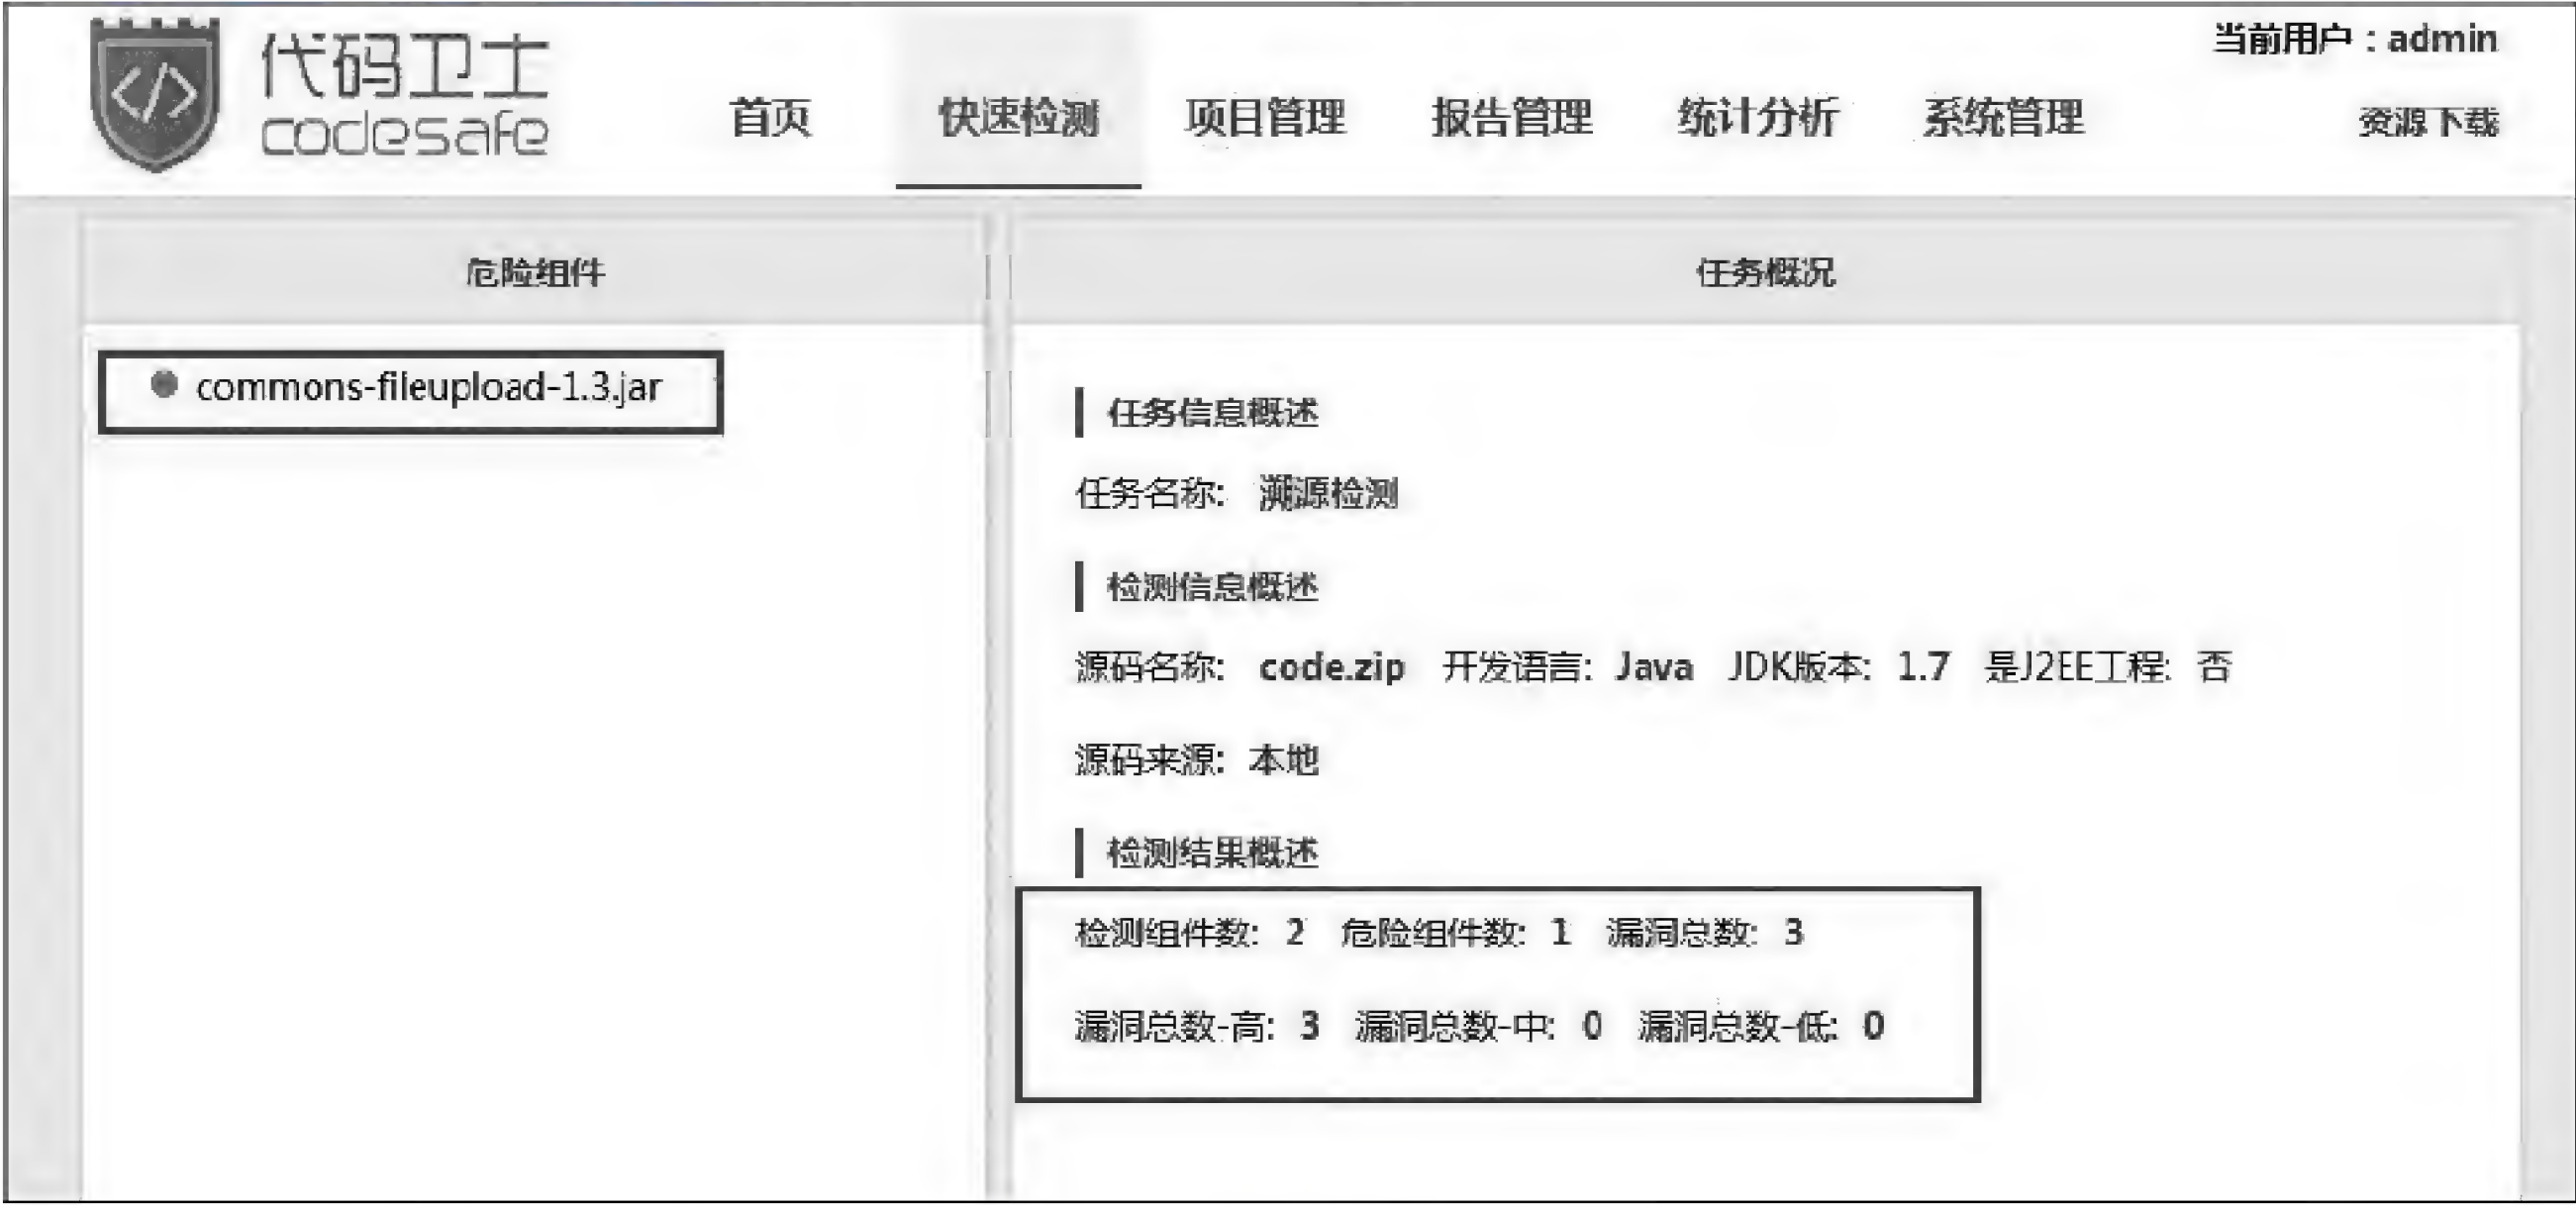 代码卫士
codesafe
当前用户：admin
首页 快速检测 项目管理 报告管理 统计分析 系统管理 资源下载
危险组件
commons-fileupload-1.3.jar
任务概况
任务信息概述
任务名称: 溯源检测
检测信息概述
源码名称: code.zip 开发语言: Java JDK版本: 1.7 是J2EE工程: 否
源码来源: 本地
检测结果概述
检测组件数: 2 危险组件数: 1 漏洞总数: 3
漏洞总数-高: 3 漏洞总数-中: 0 漏洞总数-低: 0